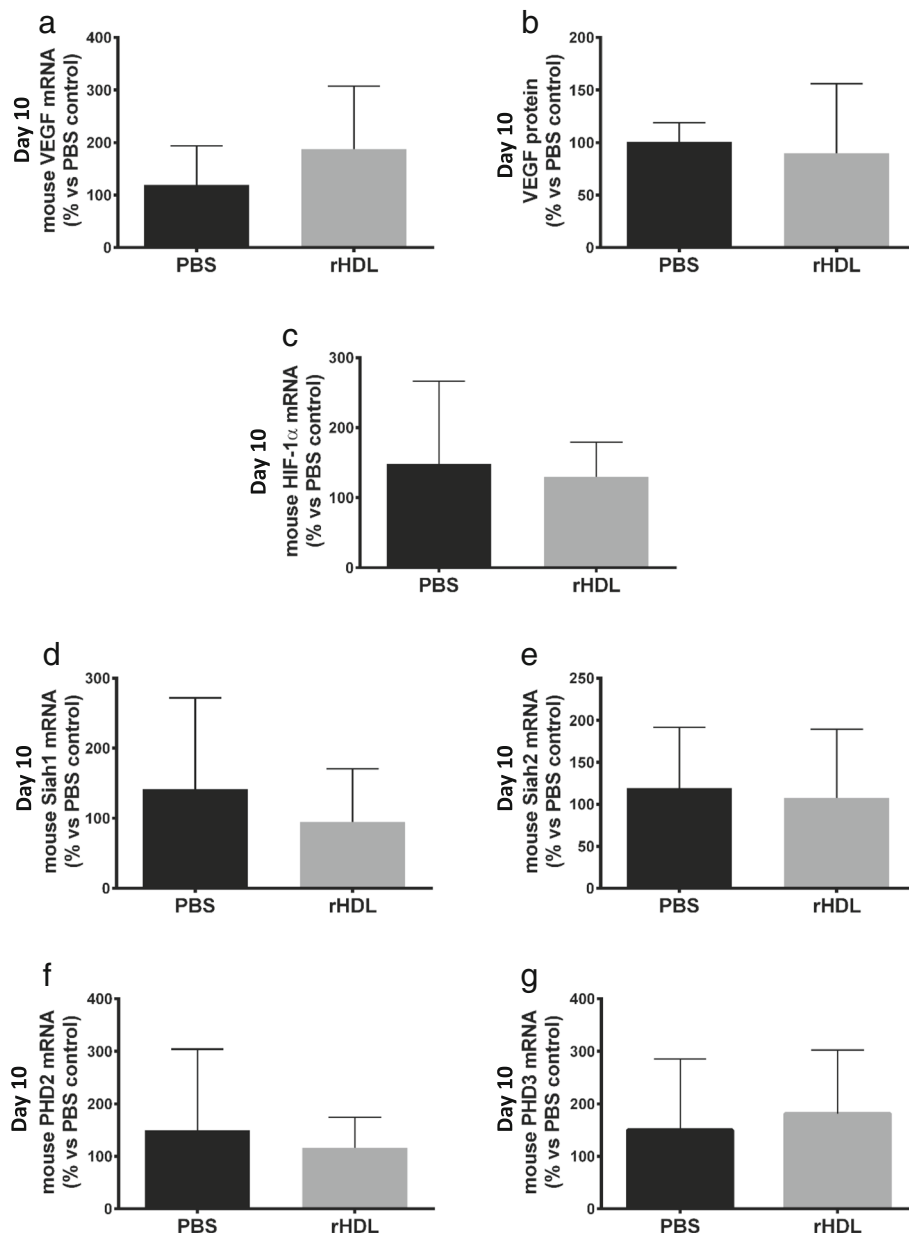 a
Day 10
mouse VEGF mRNA
(% vs PBS control)
400
300
200
100
0
PBS rHDL
b
Day 10
VEGF protein
(% vs PBS control)
200
150
100
50
0
PBS rHDL
c
Day 10
mouse HIF-1α mRNA
(% vs PBS control)
300
200
100
0
PBS rHDL
d
Day 10
mouse Siah1 mRNA
(% vs PBS control)
300
200
100
0
PBS rHDL
e
Day 10
mouse Siah2 mRNA
(% vs PBS control)
250
200
150
100
50
0
PBS rHDL
f
Day 10
mouse PHD2 mRNA
(% vs PBS control)
400
300
200
100
0
PBS rHDL
g
Day 10
mouse PHD3 mRNA
(% vs PBS control)
400
300
200
100
0
PBS rHDL